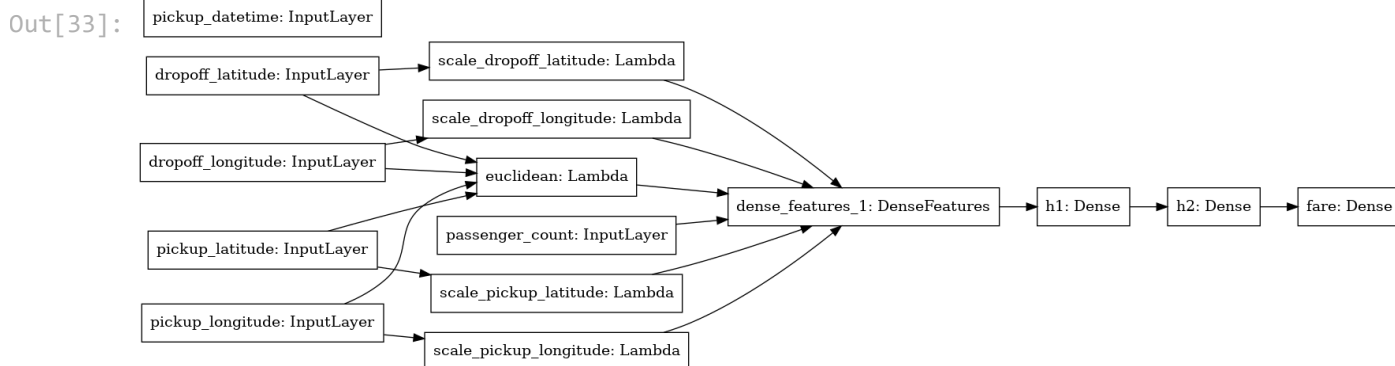 Out[33]:
pickup_datetime: InputLayer
dropoff_latitude: InputLayer
scale_dropoff_latitude: Lambda
scale_dropoff_longitude: Lambda
dropoff_longitude: InputLayer
euclidean: Lambda
dense_features_1: DenseFeatures
h1: Dense
h2: Dense
fare: Dense
passenger_count: InputLayer
pickup_latitude: InputLayer
scale_pickup_latitude: Lambda
pickup_longitude: InputLayer
scale_pickup_longitude: Lambda